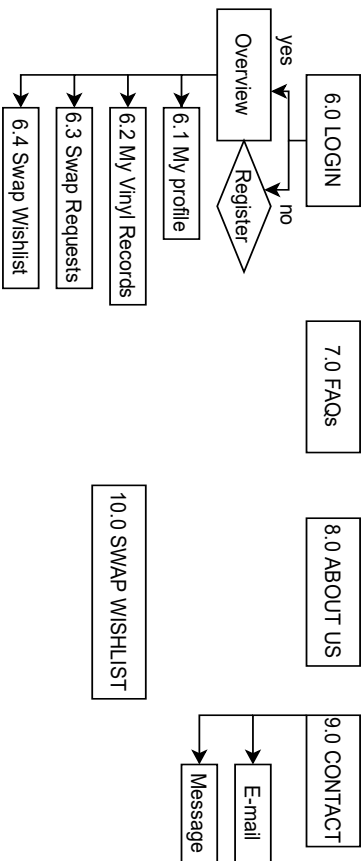 6.0 LOGIN
yes
no
Overview
Register
6.1 My profile
6.2 My Vinyl Records
6.3 Swap Requests
6.4 Swap Wishlist
7.0 FAQs
8.0 ABOUT US
9.0 CONTACT
E-mail
Message
10.0 SWAP WISHLIST